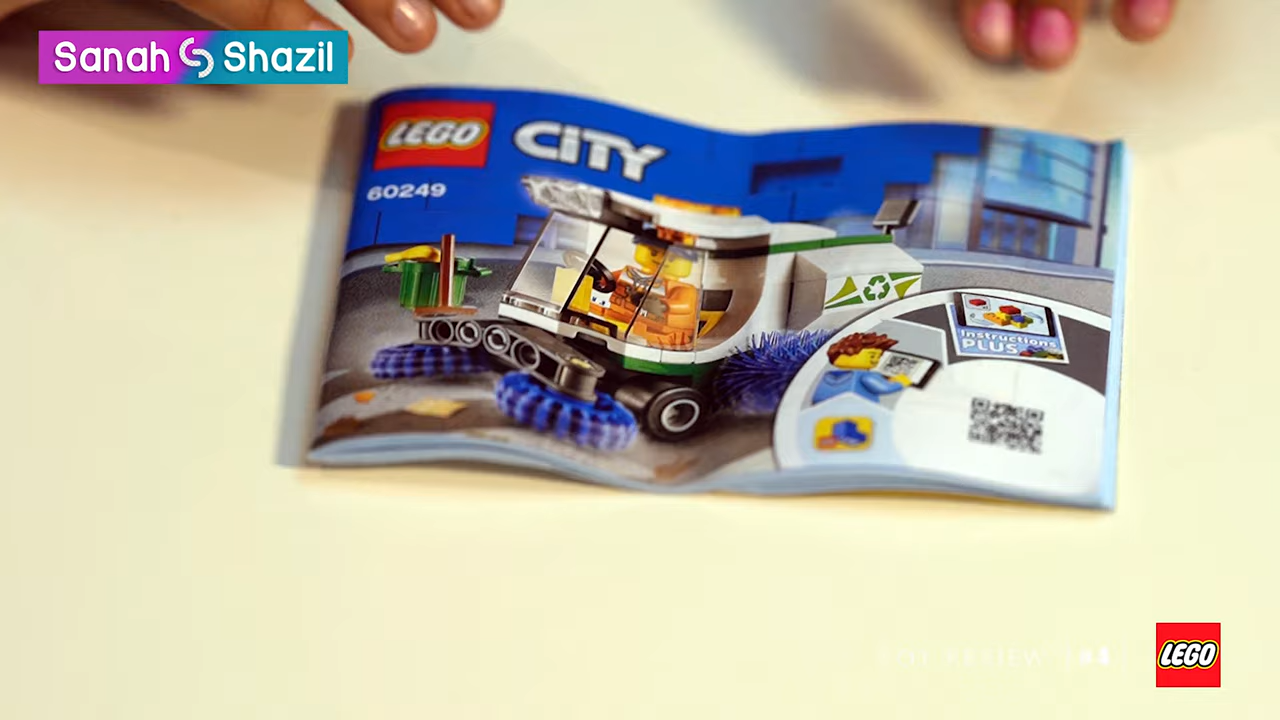 Sanah Shazil
LEGO CITY
60249
Instructions
PLUS
LEGO